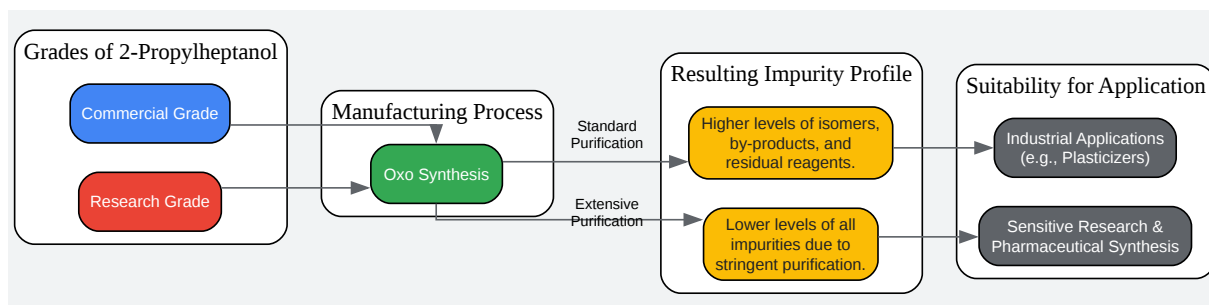 Grades of 2-Propylheptanol
Commercial Grade
Research Grade
Manufacturing Process
Oxo Synthesis
Standard
Purification
Extensive
Purification
Resulting Impurity Profile
Higher levels of isomers,
by-products, and
residual reagents.
Lower levels of all
impurities due to
stringent purification.
Suitability for Application
Industrial Applications
(e.g., Plasticizers)
Sensitive Research &
Pharmaceutical Synthesis